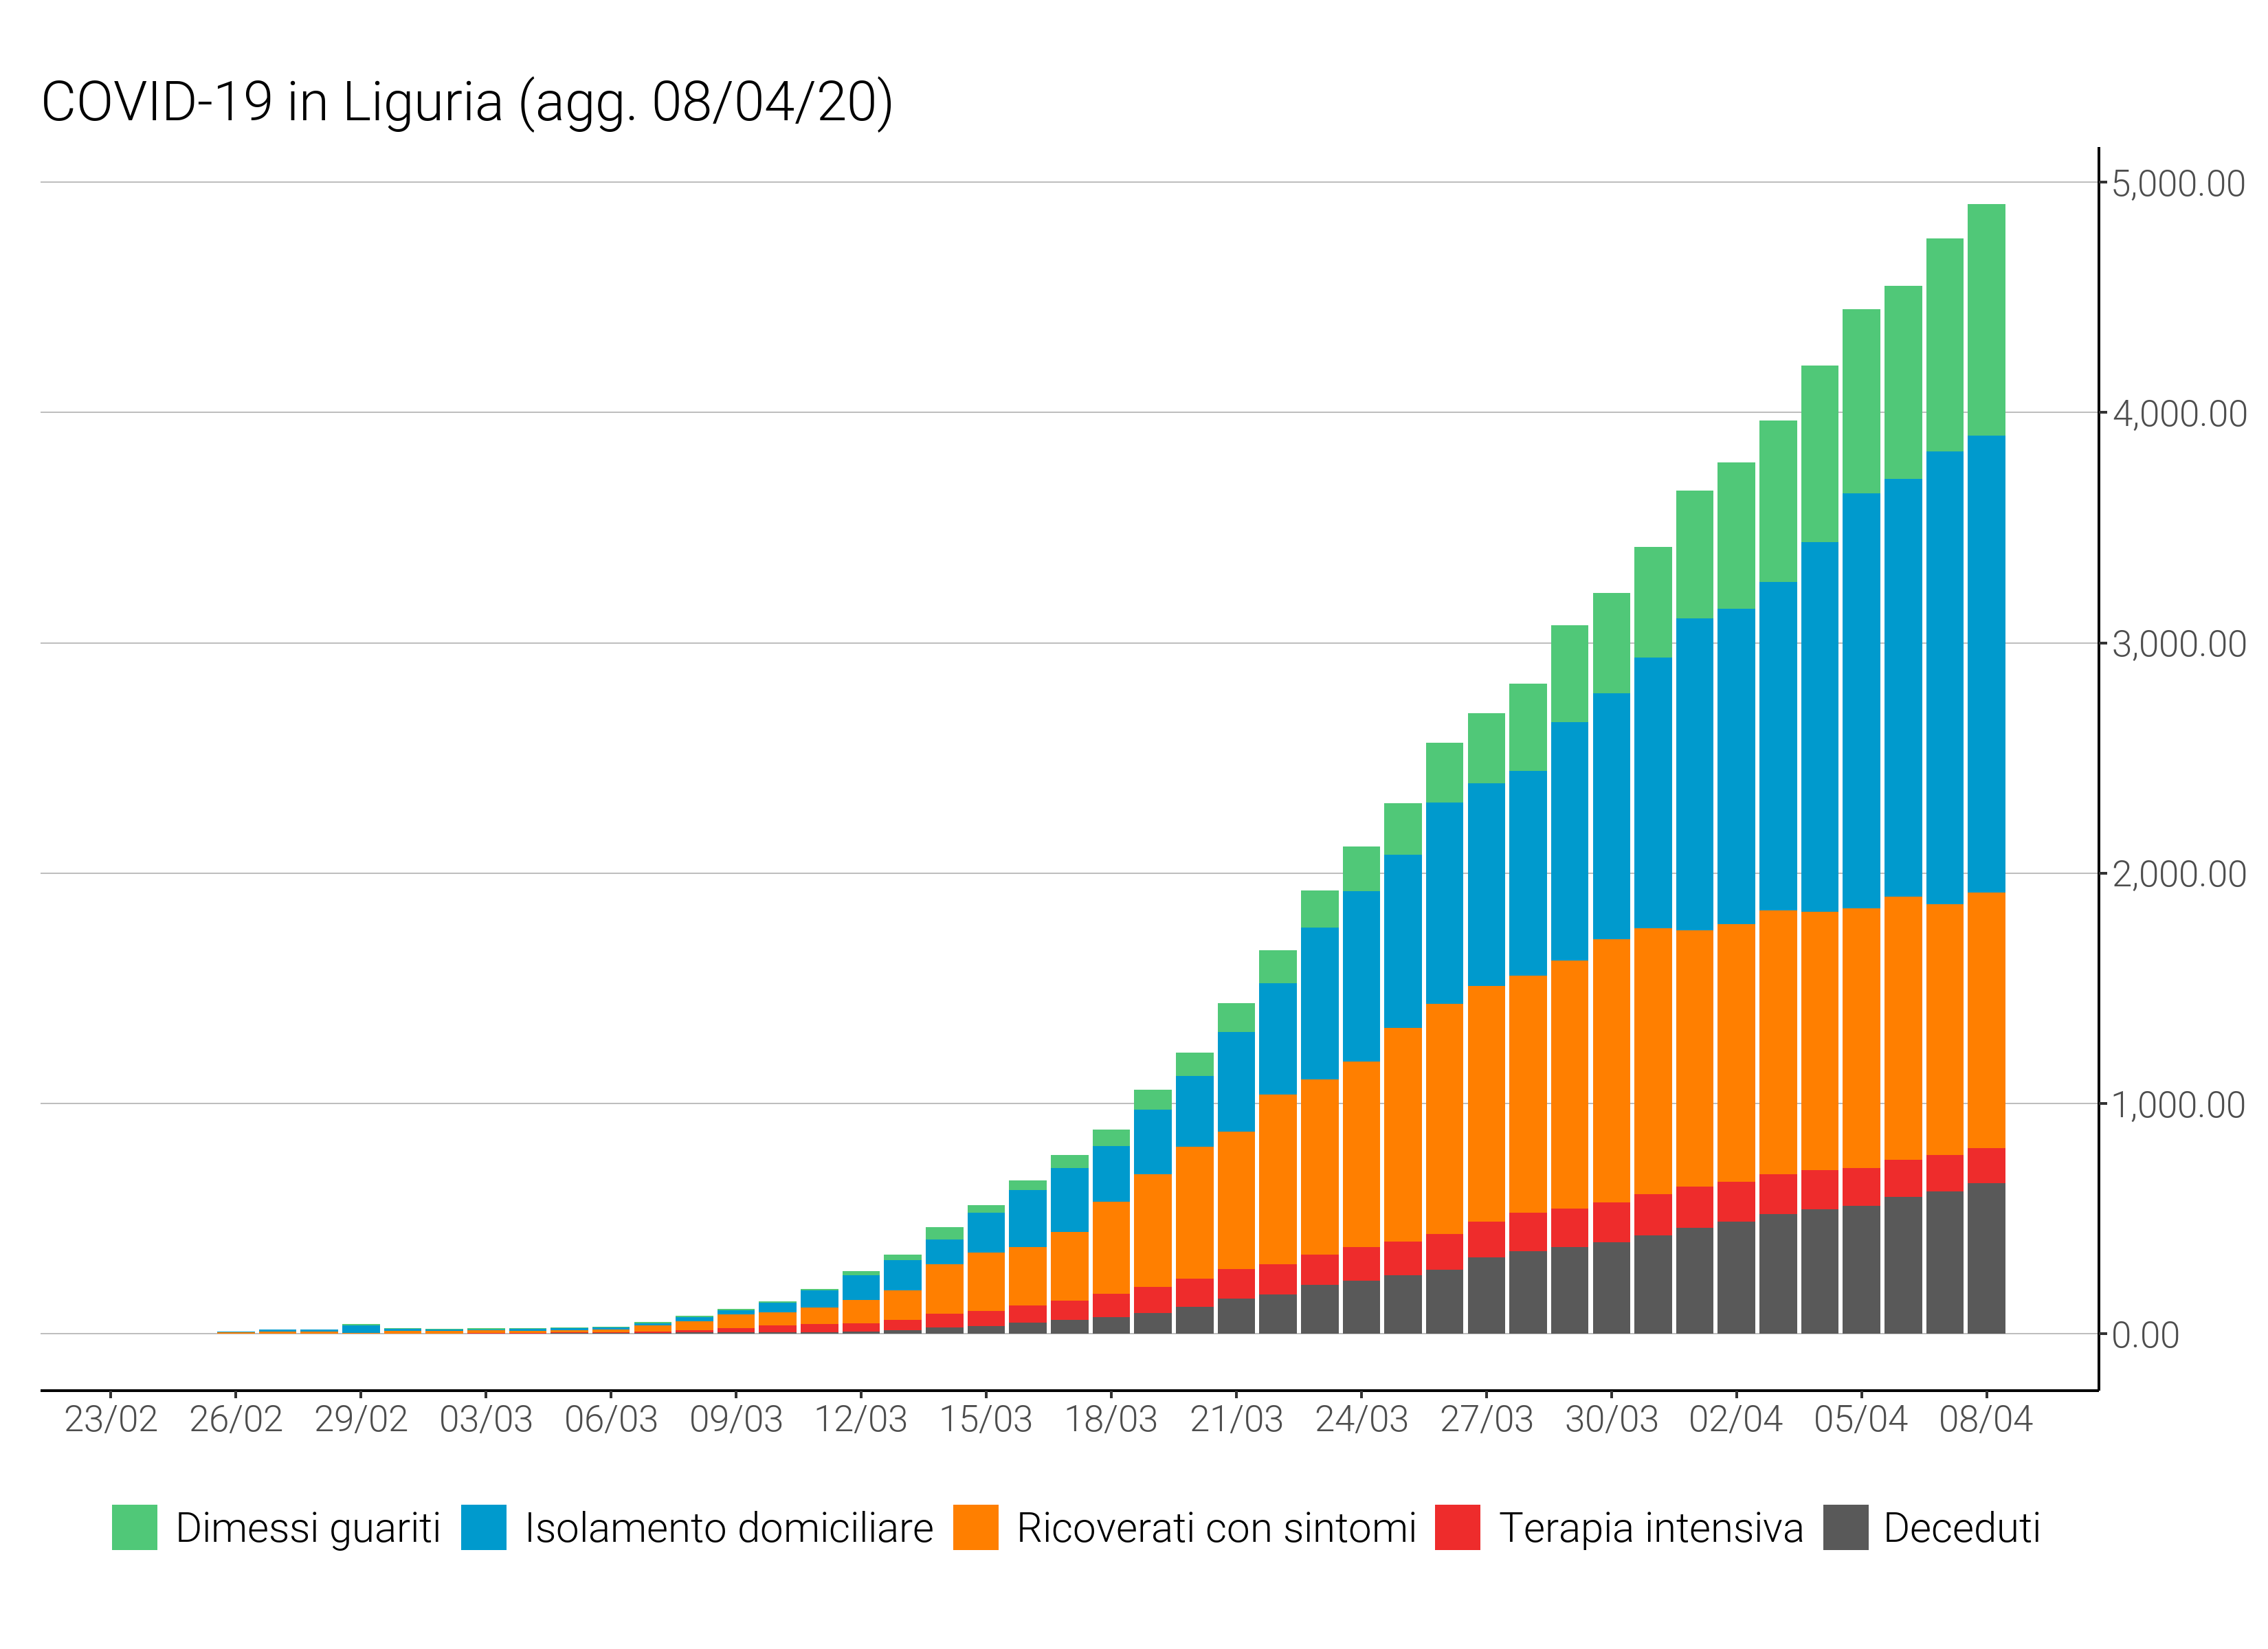 COVID-19 in Liguria (agg. 08/04/20)
5,000.00
4,000.00
3,000.00
2,000.00
1,000.00
0.00
23/02 26/02 29/02 03/03 06/03 09/03 12/03 15/03 18/03 21/03 24/03 27/03 30/03 02/04 05/04 08/04
Dimessi guariti Isolamento domiciliare Ricoverati con sintomi Terapia intensiva Deceduti